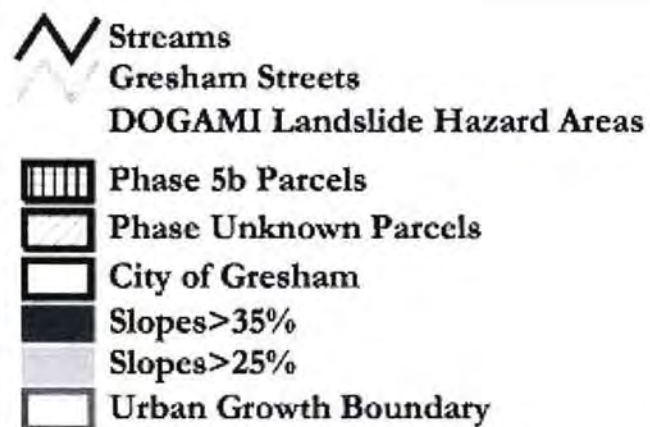 Streams
Gresham Streets
DOGAMI Landslide Hazard Areas
Phase 5b Parcels
Phase Unknown Parcels
City of Gresham
Slopes>35%
Slopes>25%
Urban Growth Boundary